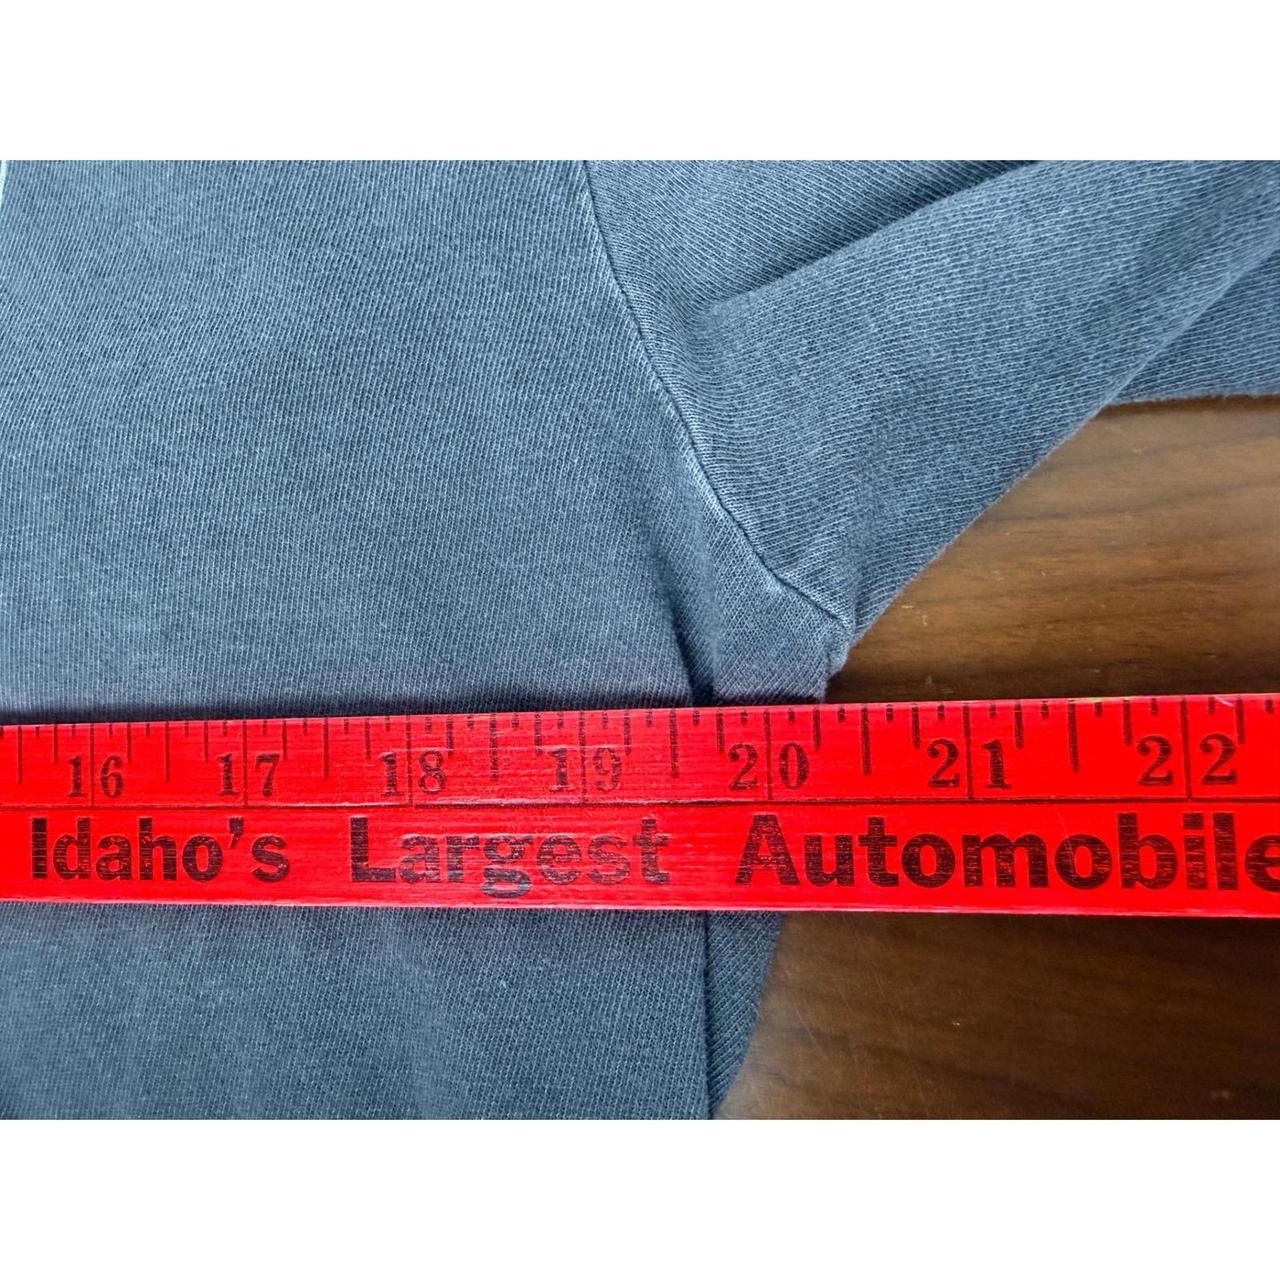 16 17 18 19 20 21 22
Idaho's Largest Automobile